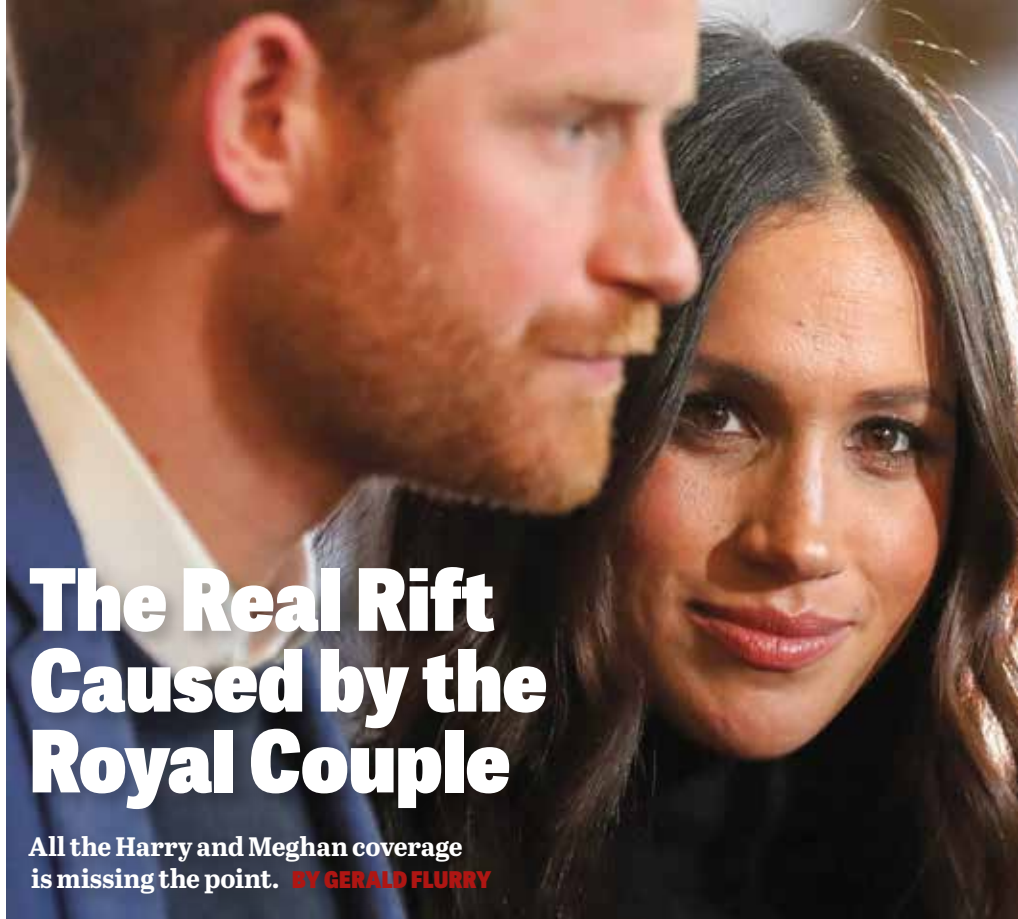 The Real Rift
Caused by the
Royal Couple
All the Harry and Meghan coverage
is missing the point. BY GERALD FLURRY